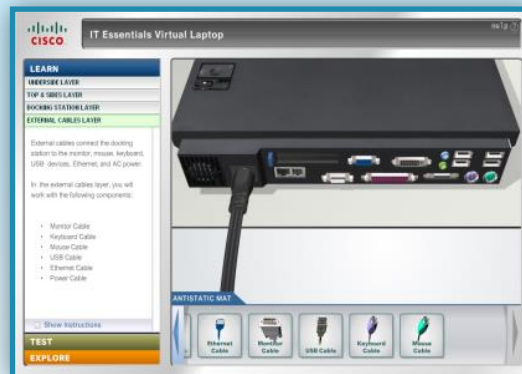 CISCO
IT Essentials Virtual Laptop
Help
LEARN
UNDERSIDE LAYER
TOP & SIDES LAYER
DOCKING STATION LAYER
EXTERNAL CABLES LAYER
External cables connect the docking
station to the monitor, mouse, keyboard,
USB devices, Ethernet, and AC power.
In the external cables layer, you will
work with the following components:
• Monitor Cable
• Keyboard Cable
• Mouse Cable
• USB Cable
• Ethernet Cable
• Power Cable
Show Instructions
TEST
EXPLORE
ANTISTATIC MAT
Ethernet Cable
Monitor Cable
USB Cable
Keyboard Cable
Mouse Cable